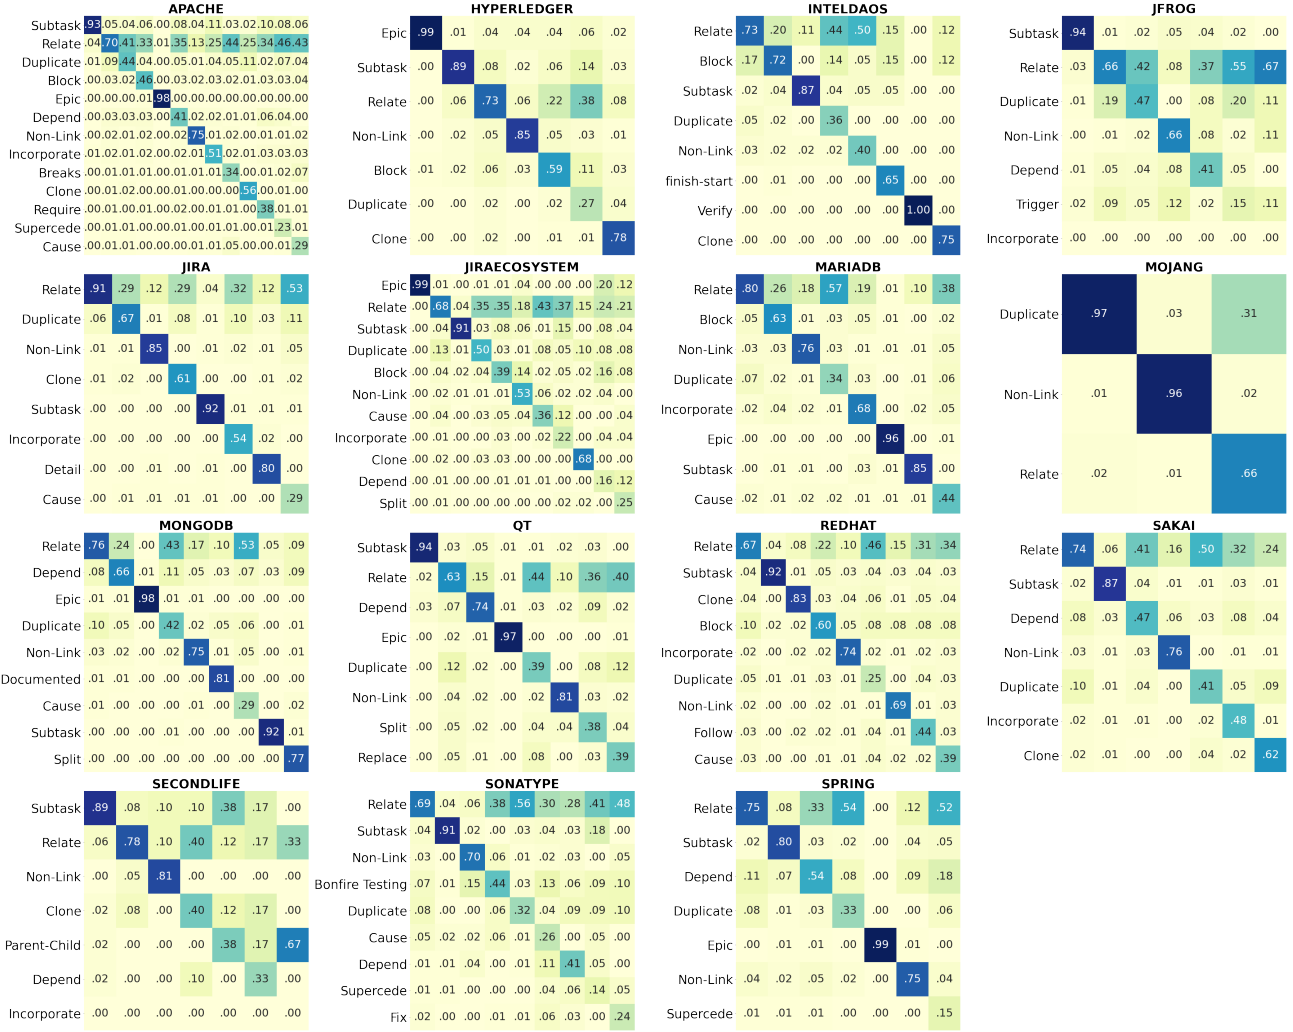 APACHE
Subtask .93 .05 .04 .06 .00 .08 .04 .11 .03 .02 .10 .08 .06
Relate .04 .70 .41 .33 .01 .35 .13 .25 .44 .25 .34 .46 .43
Duplicate .01 .09 .44 .04 .00 .05 .01 .04 .05 .11 .02 .07 .04
Block .00 .03 .02 .46 .00 .03 .02 .03 .02 .01 .03 .03 .04
Epic .00 .00 .00 .01 .98 .00 .00 .00 .00 .00 .00 .00 .00
Depend .00 .03 .03 .03 .00 .41 .02 .02 .01 .01 .06 .04 .00
Non-Link .00 .02 .01 .02 .00 .02 .75 .01 .02 .00 .01 .01 .02
Incorporate .01 .02 .01 .02 .00 .02 .01 .51 .02 .01 .03 .03 .03
Breaks .00 .01 .01 .01 .00 .01 .01 .01 .34 .00 .01 .02 .07
Clone .00 .01 .02 .00 .00 .01 .00 .00 .00 .56 .00 .01 .00
Require .00 .01 .01 .01 .00 .02 .00 .01 .01 .00 .38 .01 .01
Supercede .00 .01 .01 .00 .00 .01 .00 .01 .01 .00 .00 .23 .01
Cause .00 .01 .01 .01 .00 .00 .01 .01 .05 .00 .00 .01 .29
HYPERLEDGER
Epic .99 .01 .04 .04 .04 .06 .02
Subtask .00 .89 .08 .02 .06 .14 .03
Relate .00 .06 .73 .06 .22 .38 .08
Non-Link .00 .02 .05 .85 .05 .03 .01
Block .01 .02 .06 .03 .59 .11 .03
Duplicate .00 .00 .02 .00 .02 .27 .04
Clone .00 .00 .02 .00 .01 .01 .78
INTELDAOS
Relate .73 .20 .11 .44 .50 .15 .00 .12
Block .17 .72 .00 .14 .05 .15 .00 .12
Subtask .02 .04 .87 .04 .05 .05 .00 .00
Duplicate .05 .02 .00 .36 .00 .00 .00 .00
Non-Link .03 .02 .01 .02 .40 .00 .00 .00
finish-start .00 .01 .00 .00 .00 .65 .00 .00
Verify .00 .00 .00 .00 .00 .00 1.00 .00
Clone .00 .00 .00 .00 .00 .00 .00 .75
JFROG
Subtask .94 .01 .02 .05 .04 .02 .00
Relate .03 .66 .42 .08 .37 .55 .67
Duplicate .01 .19 .47 .00 .08 .20 .11
Non-Link .00 .01 .02 .66 .08 .02 .11
Depend .01 .05 .04 .08 .41 .05 .00
Trigger .02 .09 .05 .12 .02 .15 .11
Incorporate .00 .00 .00 .00 .00 .00 .00
JIRA
Relate .91 .29 .12 .29 .04 .32 .12 .53
Duplicate .06 .67 .01 .08 .01 .10 .03 .11
Non-Link .01 .01 .85 .00 .01 .02 .01 .05
Clone .01 .02 .00 .61 .00 .01 .00 .02
Subtask .00 .00 .00 .00 .92 .01 .01 .01
Incorporate .00 .00 .00 .00 .00 .54 .02 .00
Detail .00 .00 .01 .00 .01 .00 .80 .00
Cause .00 .01 .01 .01 .01 .00 .01 .29
JIRAECOSYSTEM
Epic .99 .01 .00 .01 .01 .04 .00 .00 .00 .20 .12
Relate .00 .68 .04 .35 .35 .18 .43 .37 .15 .24 .21
Subtask .00 .04 .91 .03 .08 .06 .01 .15 .00 .08 .04
Duplicate .00 .13 .01 .50 .03 .01 .08 .05 .10 .08 .08
Block .00 .04 .02 .04 .39 .14 .02 .05 .02 .16 .08
Non-Link .00 .02 .01 .01 .01 .53 .06 .02 .00 .00 .04
Cause .00 .04 .00 .03 .05 .04 .36 .12 .00 .00 .04
Incorporate .00 .01 .00 .00 .03 .00 .02 .22 .00 .04 .04
Clone .00 .01 .00 .02 .00 .00 .00 .00 .68 .00 .00
Depend .00 .01 .00 .00 .01 .01 .01 .00 .00 .16 .12
Split .00 .01 .00 .00 .00 .00 .02 .02 .00 .00 .25
MARIADB
Relate .80 .26 .18 .57 .19 .01 .10 .38
Block .05 .63 .01 .03 .05 .01 .00 .02
Non-Link .03 .03 .76 .01 .02 .01 .01 .04
Duplicate .07 .02 .01 .34 .03 .00 .01 .06
Incorporate .02 .04 .02 .01 .68 .00 .02 .05
Epic .00 .00 .00 .00 .00 .96 .00 .01
Subtask .00 .01 .01 .00 .03 .01 .85 .00
Cause .02 .01 .02 .01 .01 .01 .02 .44
MOJANG
Duplicate .97 .03 .31
Non-Link .01 .96 .02
Relate .02 .01 .66
MONGODB
Relate .76 .24 .00 .43 .17 .10 .53 .05 .09
Depend .08 .66 .01 .11 .05 .03 .07 .03 .09
Epic .01 .01 .98 .01 .01 .00 .00 .00 .00
Duplicate .10 .05 .00 .42 .02 .05 .06 .00 .01
Non-Link .03 .02 .00 .02 .75 .01 .05 .00 .01
Documented .01 .01 .00 .00 .00 .81 .00 .00 .00
Cause .01 .00 .00 .01 .00 .00 .29 .00 .02
Subtask .00 .00 .00 .00 .00 .00 .00 .92 .01
Split .00 .00 .00 .00 .01 .00 .00 .00 .77
QT
Subtask .94 .03 .05 .01 .01 .02 .03 .00
Relate .02 .63 .15 .01 .44 .10 .36 .40
Depend .03 .07 .74 .01 .03 .02 .09 .02
Epic .00 .02 .01 .97 .00 .00 .00 .01
Duplicate .00 .12 .02 .00 .39 .00 .08 .12
Non-Link .00 .04 .02 .00 .02 .81 .03 .02
Split .00 .05 .02 .00 .04 .04 .38 .04
Replace .00 .05 .01 .00 .08 .00 .03 .39
REDHAT
Relate .67 .04 .08 .22 .10 .46 .15 .31 .34
Subtask .04 .92 .01 .05 .03 .04 .03 .04 .03
Clone .04 .00 .83 .04 .01 .01 .05 .00 .03
Block .10 .02 .02 .60 .05 .08 .08 .08 .08
Incorporate .02 .00 .00 .02 .74 .02 .01 .02 .03
Duplicate .05 .01 .01 .03 .01 .25 .00 .04 .03
Non-Link .02 .00 .00 .02 .01 .02 .69 .01 .03
Follow .03 .00 .02 .02 .01 .04 .01 .44 .03
Cause .03 .00 .01 .01 .01 .04 .02 .02 .39
SAKAI
Relate .74 .06 .41 .16 .50 .32 .24
Subtask .02 .87 .04 .01 .01 .03 .01
Depend .08 .03 .47 .06 .03 .08 .04
Non-Link .03 .01 .03 .76 .00 .01 .01
Duplicate .10 .01 .04 .00 .41 .05 .09
Incorporate .02 .01 .01 .00 .02 .48 .01
Clone .02 .01 .00 .00 .04 .02 .62
SECONDLIFE
Subtask .89 .08 .10 .10 .38 .17 .00
Relate .06 .78 .10 .40 .12 .17 .33
Non-Link .00 .05 .81 .00 .00 .00 .00
Clone .02 .08 .00 .40 .12 .17 .00
Parent-Child .02 .00 .00 .00 .38 .17 .67
Depend .02 .00 .00 .10 .00 .33 .00
Incorporate .00 .00 .00 .00 .00 .00 .00
SONATYPE
Relate .69 .04 .06 .38 .56 .30 .28 .41 .48
Subtask .04 .91 .02 .00 .03 .04 .03 .18 .00
Non-Link .03 .00 .70 .06 .01 .02 .03 .00 .05
Bonfire Testing .07 .01 .15 .44 .03 .13 .06 .09 .10
Duplicate .08 .00 .00 .00 .32 .04 .09 .09 .10
Cause .05 .02 .02 .06 .01 .26 .00 .05 .00
Depend .01 .01 .04 .00 .01 .11 .41 .05 .00
Supercede .01 .01 .00 .00 .00 .04 .06 .14 .05
Fix .02 .00 .00 .01 .01 .06 .03 .00 .24
SPRING
Relate .75 .08 .33 .54 .00 .12 .52
Subtask .02 .80 .02 .03 .00 .04 .05
Depend .11 .07 .54 .08 .00 .09 .18
Duplicate .08 .01 .03 .33 .00 .00 .06
Epic .00 .01 .01 .00 .99 .01 .00
Non-Link .04 .02 .05 .02 .00 .75 .04
Supercede .01 .01 .01 .00 .00 .00 .15